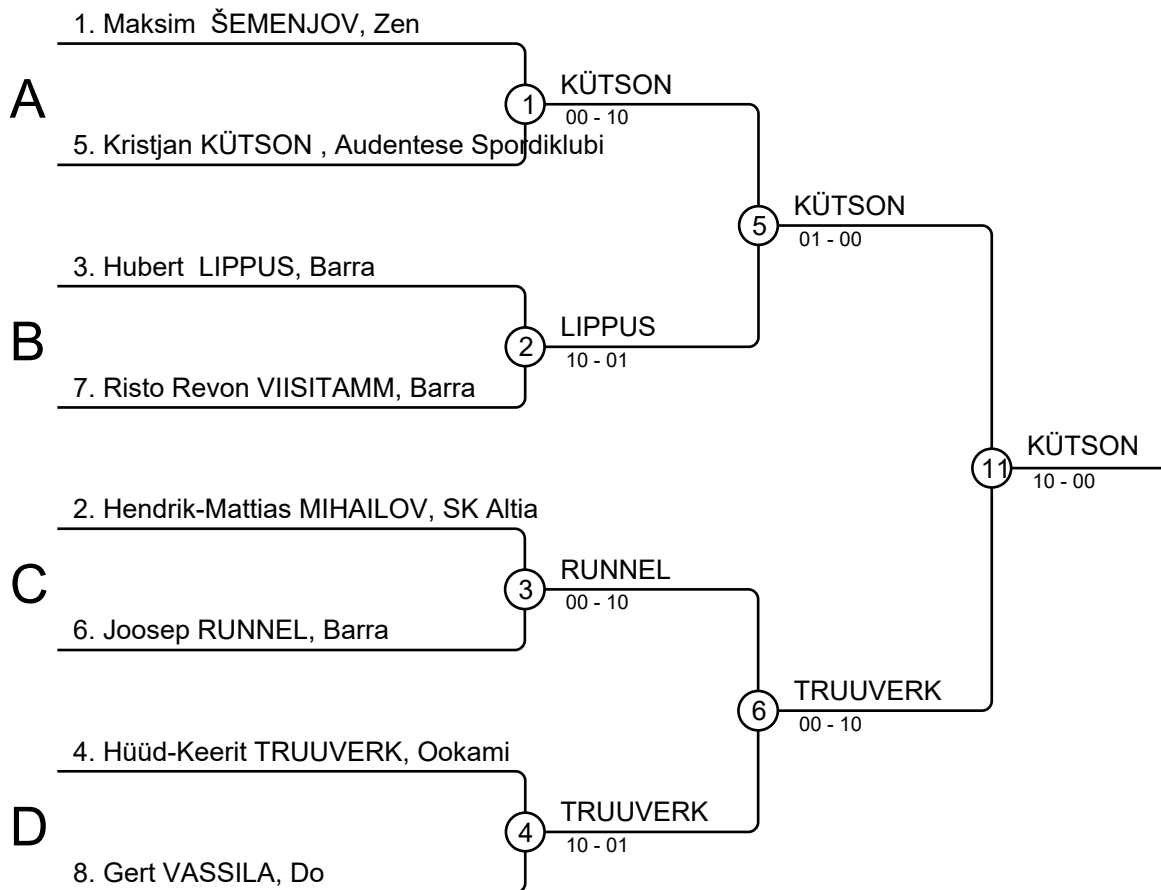 1. Maksim  ŠEMENJOV, Zen
A
1
KÜTSON
00 - 10
5. Kristjan KÜTSON , Audentese Spordiklubi
5
KÜTSON
01 - 00
3. Hubert  LIPPUS, Barra
B
2
LIPPUS
10 - 01
7. Risto Revon VIISITAMM, Barra
11
KÜTSON
10 - 00
2. Hendrik-Mattias MIHAILOV, SK Altia
C
3
RUNNEL
00 - 10
6. Joosep RUNNEL, Barra
6
TRUUVERK
00 - 10
4. Hüüd-Keerit TRUUVERK, Ookami
D
4
TRUUVERK
10 - 01
8. Gert VASSILA, Do